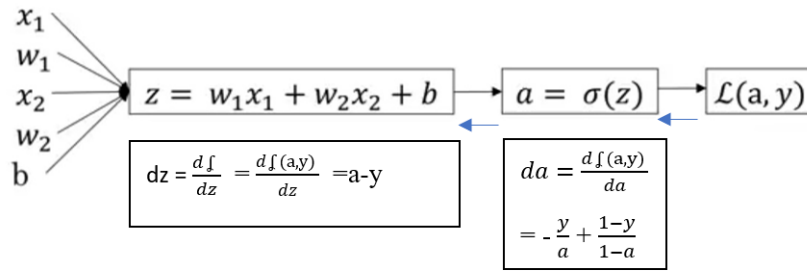 x₁
w₁
x₂
w₂
b
z = w₁x₁ + w₂x₂ + b
a = σ(z)
ℒ(a, y)
dz = d∫/dz = d∫(a,y)/dz =a-y
da = d∫(a,y)/da
= - y/a + 1-y/1-a